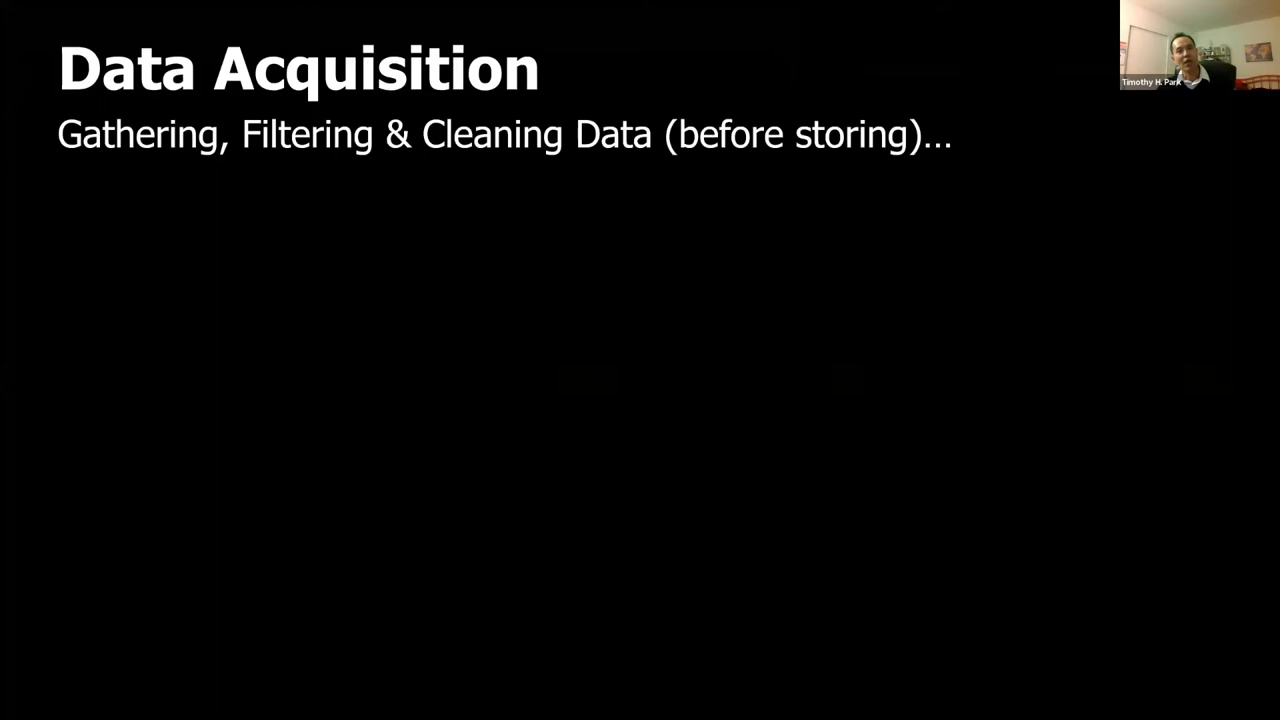 Data Acquisition
Gathering, Filtering & Cleaning Data (before storing)...
Timothy H. Park